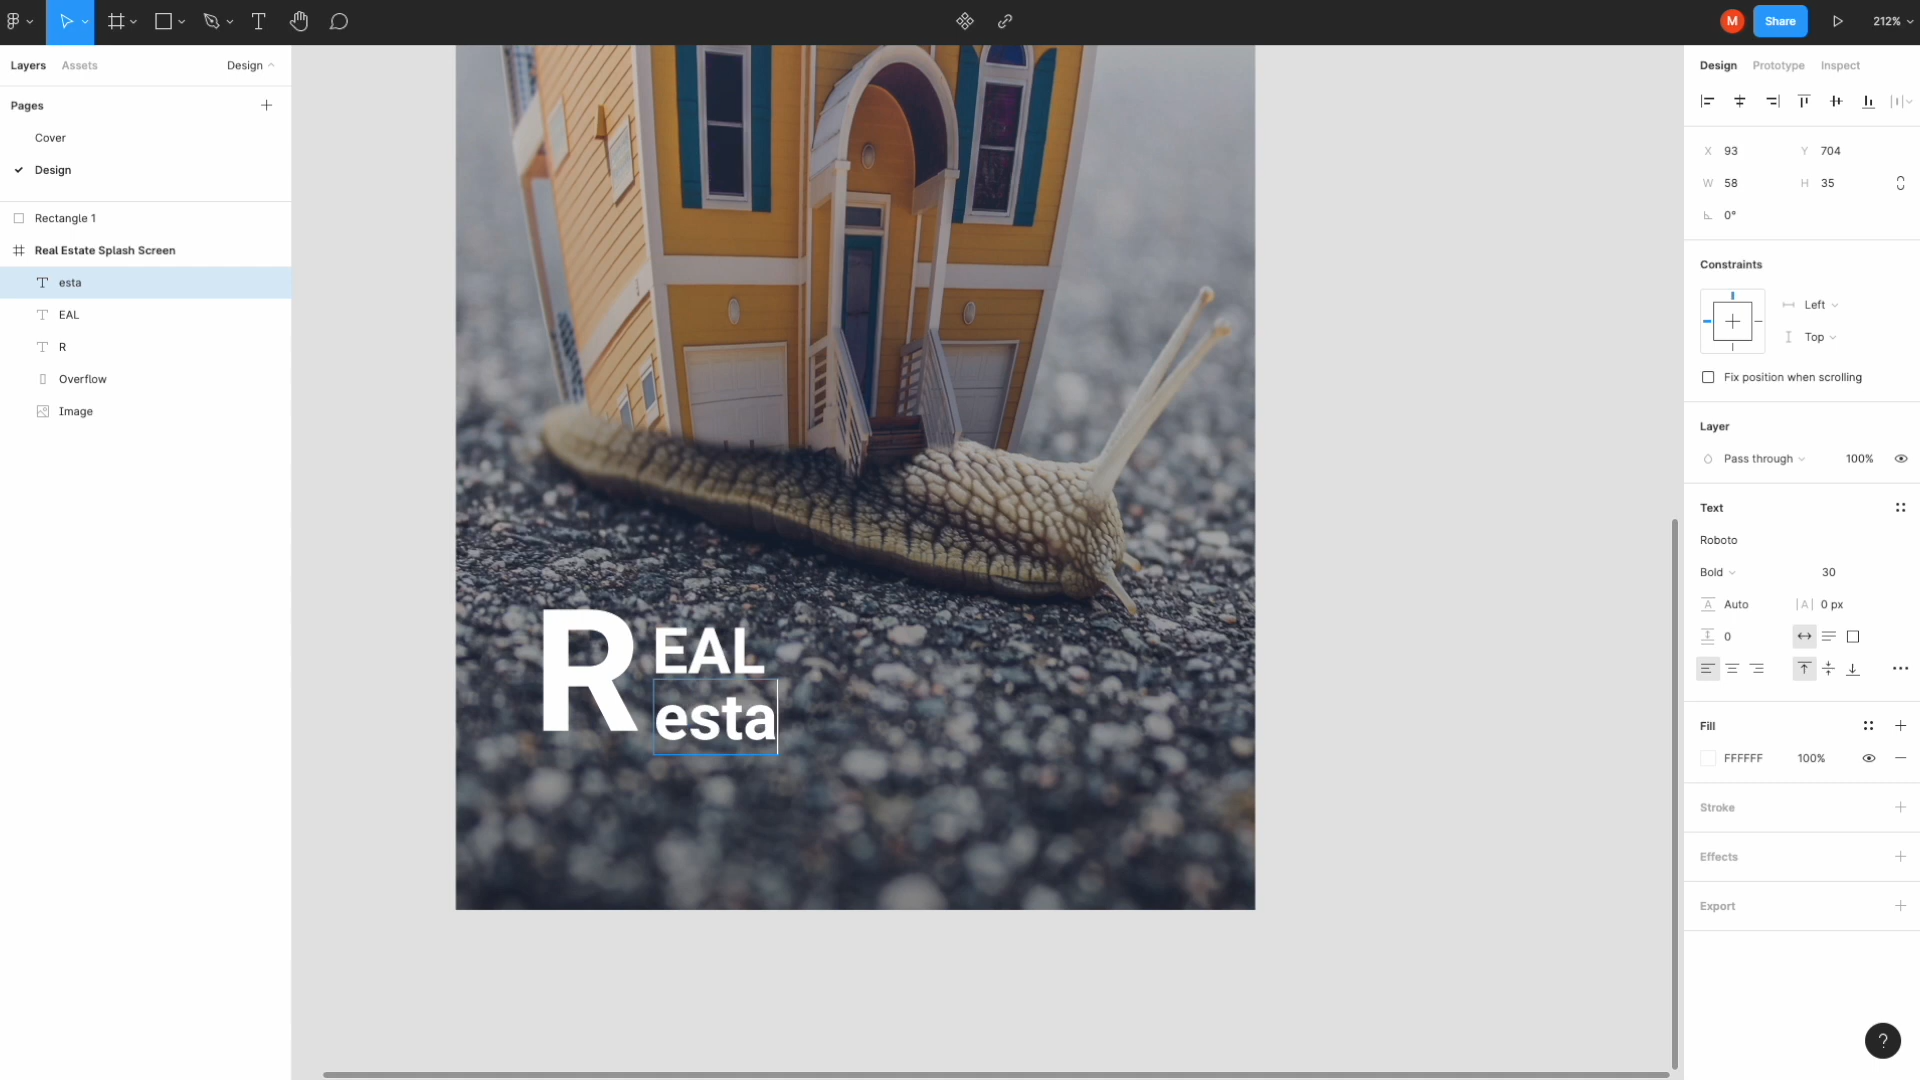 M
Share
212%
Layers
Assets
Design
Pages
Cover
Design
Rectangle 1
Real Estate Splash Screen
esta
EAL
R
Overflow
Image
R
EAL
esta
Design
Prototype
Inspect
X 93
Y 704
W 58
H 35
0°
Constraints
Left
Top
Fix position when scrolling
Layer
Pass through
100%
Text
Roboto
Bold
30
A Auto
|A| 0 px
0
Fill
FFFFFF
100%
Stroke
Effects
Export
?